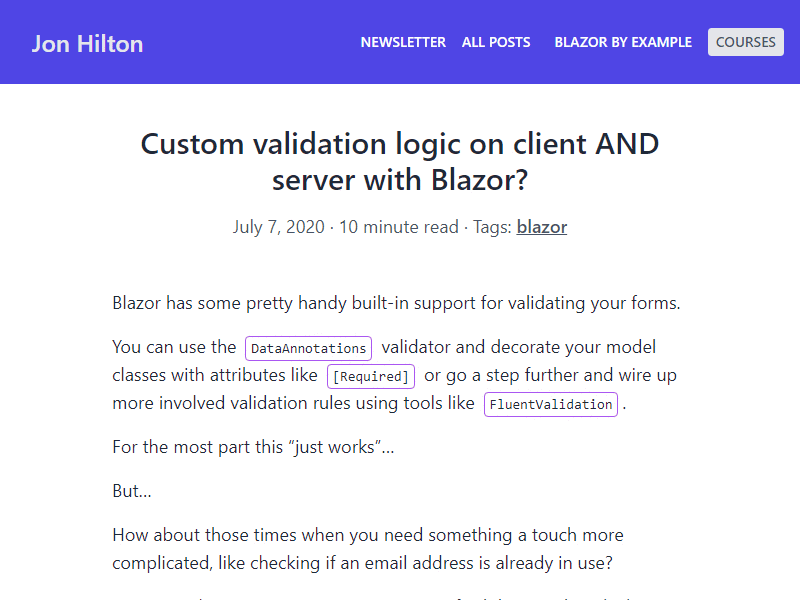 Jon Hilton
NEWSLETTER ALL POSTS BLAZOR BY EXAMPLE COURSES
Custom validation logic on client AND
server with Blazor?
July 7, 2020 · 10 minute read · Tags: blazor
Blazor has some pretty handy built-in support for validating your forms.
You can use the DataAnnotations validator and decorate your model
classes with attributes like [Required] or go a step further and wire up
more involved validation rules using tools like FluentValidation .
For the most part this “just works”…
But…
How about those times when you need something a touch more
complicated, like checking if an email address is already in use?